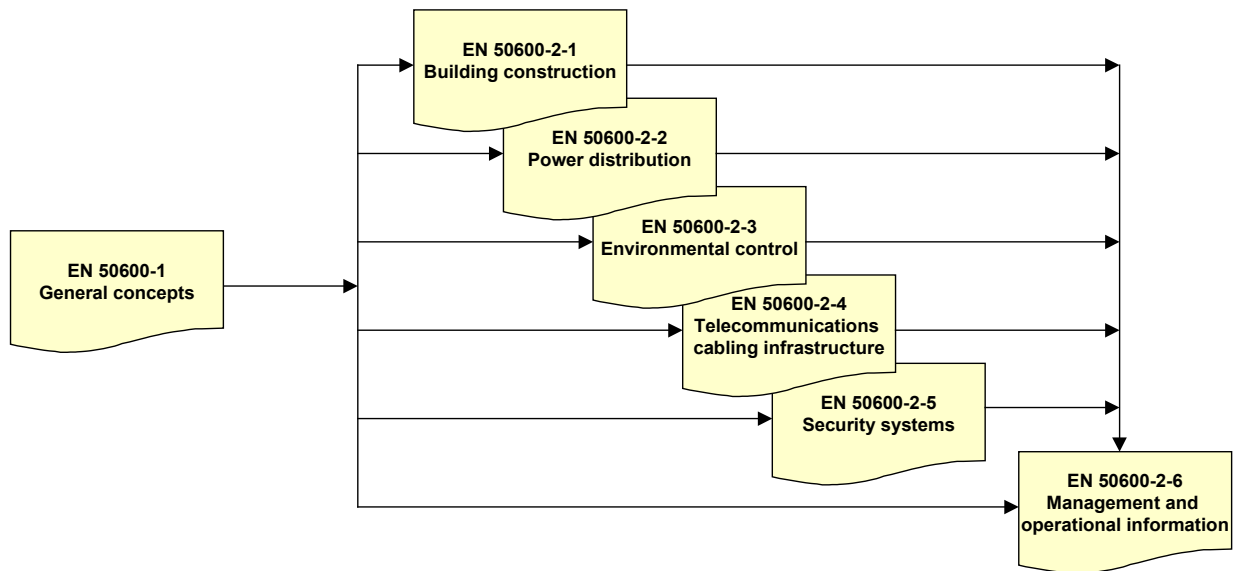 EN 50600-2-1
Building construction
EN 50600-2-2
Power distribution
EN 50600-2-3
Environmental control
EN 50600-1
General concepts
EN 50600-2-4
Telecommunications
cabling infrastructure
EN 50600-2-5
Security systems
EN 50600-2-6
Management and
operational information